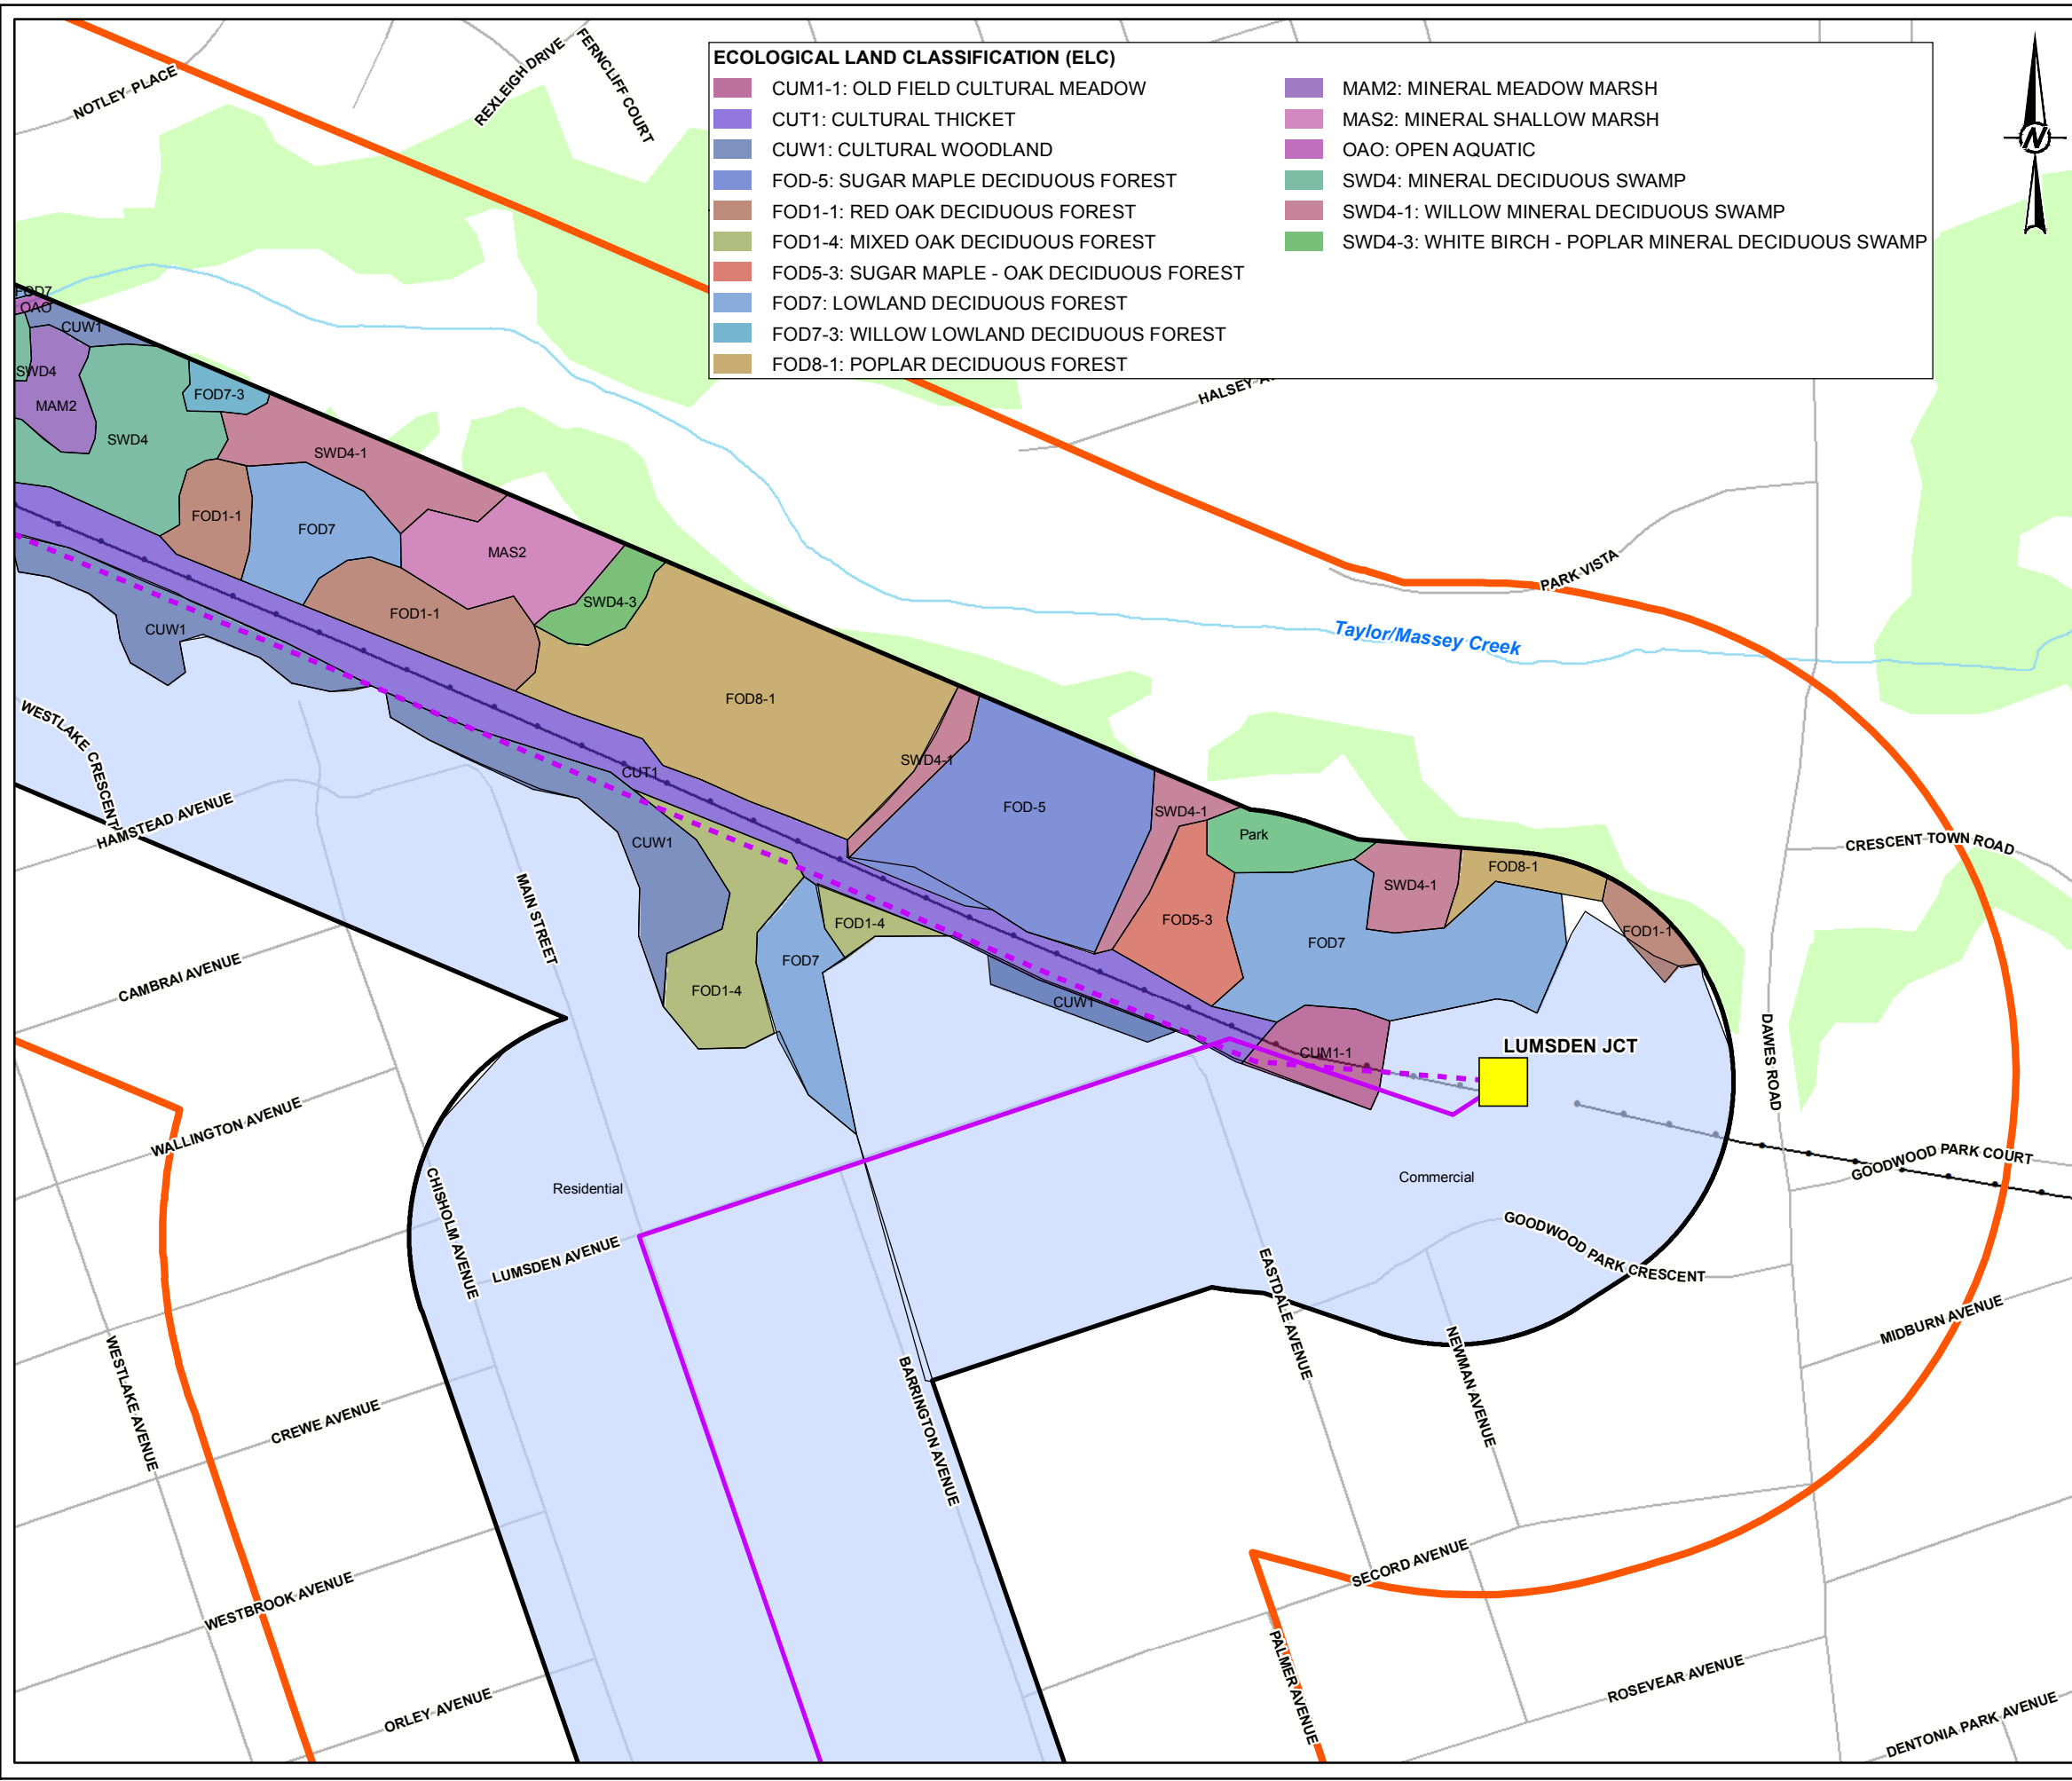 NOTLEY PLACE
REXLEIGH DRIVE
FERNCLIFF COURT
ECOLOGICAL LAND CLASSIFICATION (ELC)
CUM1-1: OLD FIELD CULTURAL MEADOW
CUT1: CULTURAL THICKET
CUW1: CULTURAL WOODLAND
FOD-5: SUGAR MAPLE DECIDUOUS FOREST
FOD1-1: RED OAK DECIDUOUS FOREST
FOD1-4: MIXED OAK DECIDUOUS FOREST
FOD5-3: SUGAR MAPLE - OAK DECIDUOUS FOREST
FOD7: LOWLAND DECIDUOUS FOREST
FOD7-3: WILLOW LOWLAND DECIDUOUS FOREST
FOD8-1: POPLAR DECIDUOUS FOREST
MAM2: MINERAL MEADOW MARSH
MAS2: MINERAL SHALLOW MARSH
OAO: OPEN AQUATIC
SWD4: MINERAL DECIDUOUS SWAMP
SWD4-1: WILLOW MINERAL DECIDUOUS SWAMP
SWD4-3: WHITE BIRCH - POPLAR MINERAL DECIDUOUS SWAMP
N
FOD7
OAO
CUW1
SWD4
MAM2
FOD7-3
SWD4
SWD4-1
HALSEY
FOD1-1
FOD7
MAS2
PARK VISTA
SWD4-3
FOD1-1
CUW1
Taylor/Massey Creek
FOD8-1
WESTLAKE CRESCENT
SWD4-1
CUT1
FOD-5
SWD4-1
HAMSTEAD AVENUE
Park
CUW1
CRESCENT TOWN ROAD
FOD8-1
SWD4-1
MAIN STREET
FOD1-4
FOD5-3
FOD1-1
FOD7
FOD7
CAMBRAI AVENUE
FOD1-4
CUW1
CUM1-1
LUMSDEN JCT
DAWES ROAD
WALLINGTON AVENUE
GOODWOOD PARK COURT
Residential
Commercial
CHISHOLM AVENUE
LUMSDEN AVENUE
GOODWOOD PARK CRESCENT
EASTDALE AVENUE
MIDBURN AVENUE
WESTLAKE AVENUE
NEWMAN AVENUE
BARRINGTON AVENUE
CREWE AVENUE
SECORD AVENUE
WESTBROOK AVENUE
PALMER AVENUE
ROSEVEAR AVENUE
ORLEY AVENUE
DENTONIA PARK AVENUE